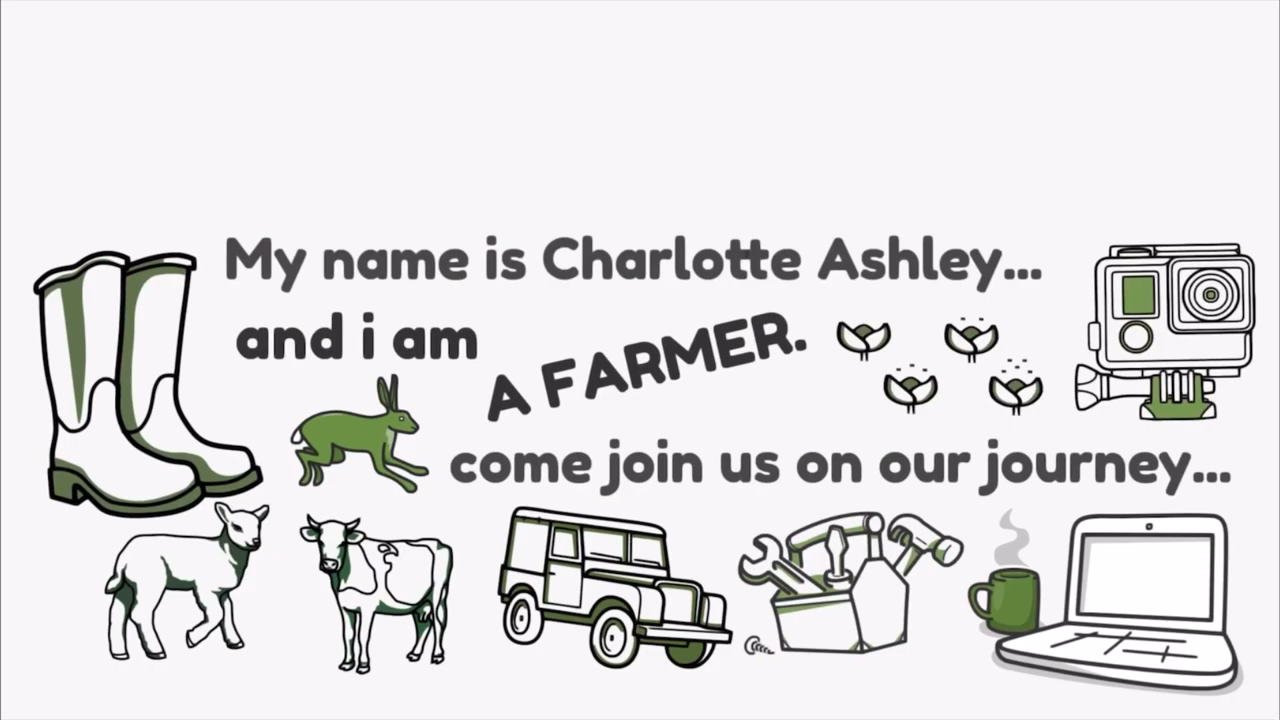 My name is Charlotte Ashley...
and i am
A FARMER.
come join us on our journey...